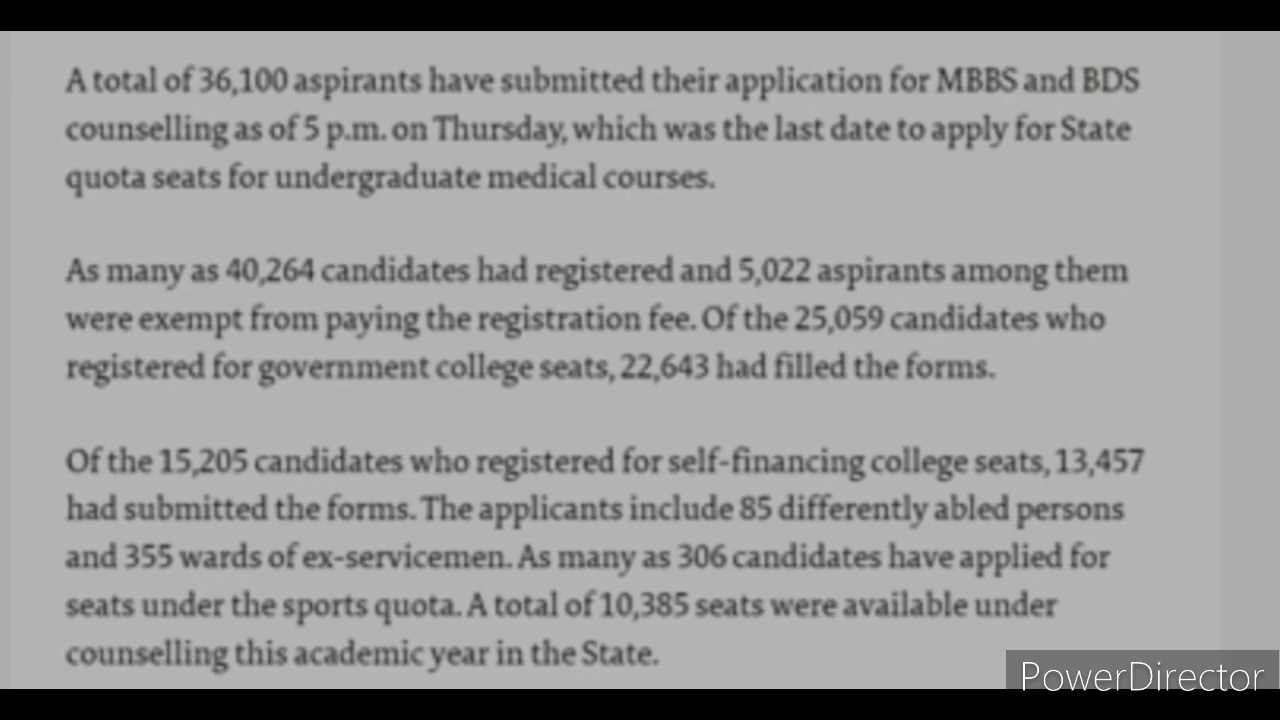 A total of 36,100 aspirants have submitted their application for MBBS and BDS
counselling as of 5 p.m. on Thursday, which was the last date to apply for State
quota seats for undergraduate medical courses.
As many as 40,264 candidates had registered and 5,022 aspirants among them
were exempt from paying the registration fee. Of the 25,059 candidates who
registered for government college seats, 22,643 had filled the forms.
Of the 15,205 candidates who registered for self-financing college seats, 13,457
had submitted the forms. The applicants include 85 differently abled persons
and 355 wards of ex-servicemen. As many as 306 candidates have applied for
seats under the sports quota. A total of 10,385 seats were available under
counselling this academic year in the State.
PowerDirector